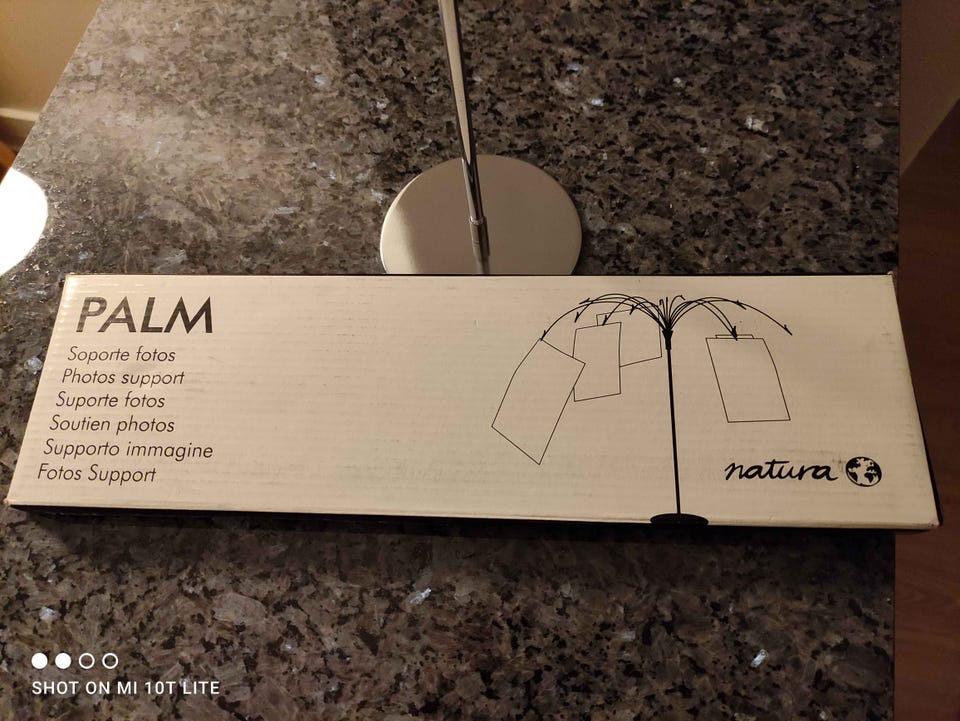 PALM
Soporte fotos
Photos support
Suporte fotos
Soutien photos
Supporto immagine
Fotos Support
natura
SHOT ON MI 10T LITE